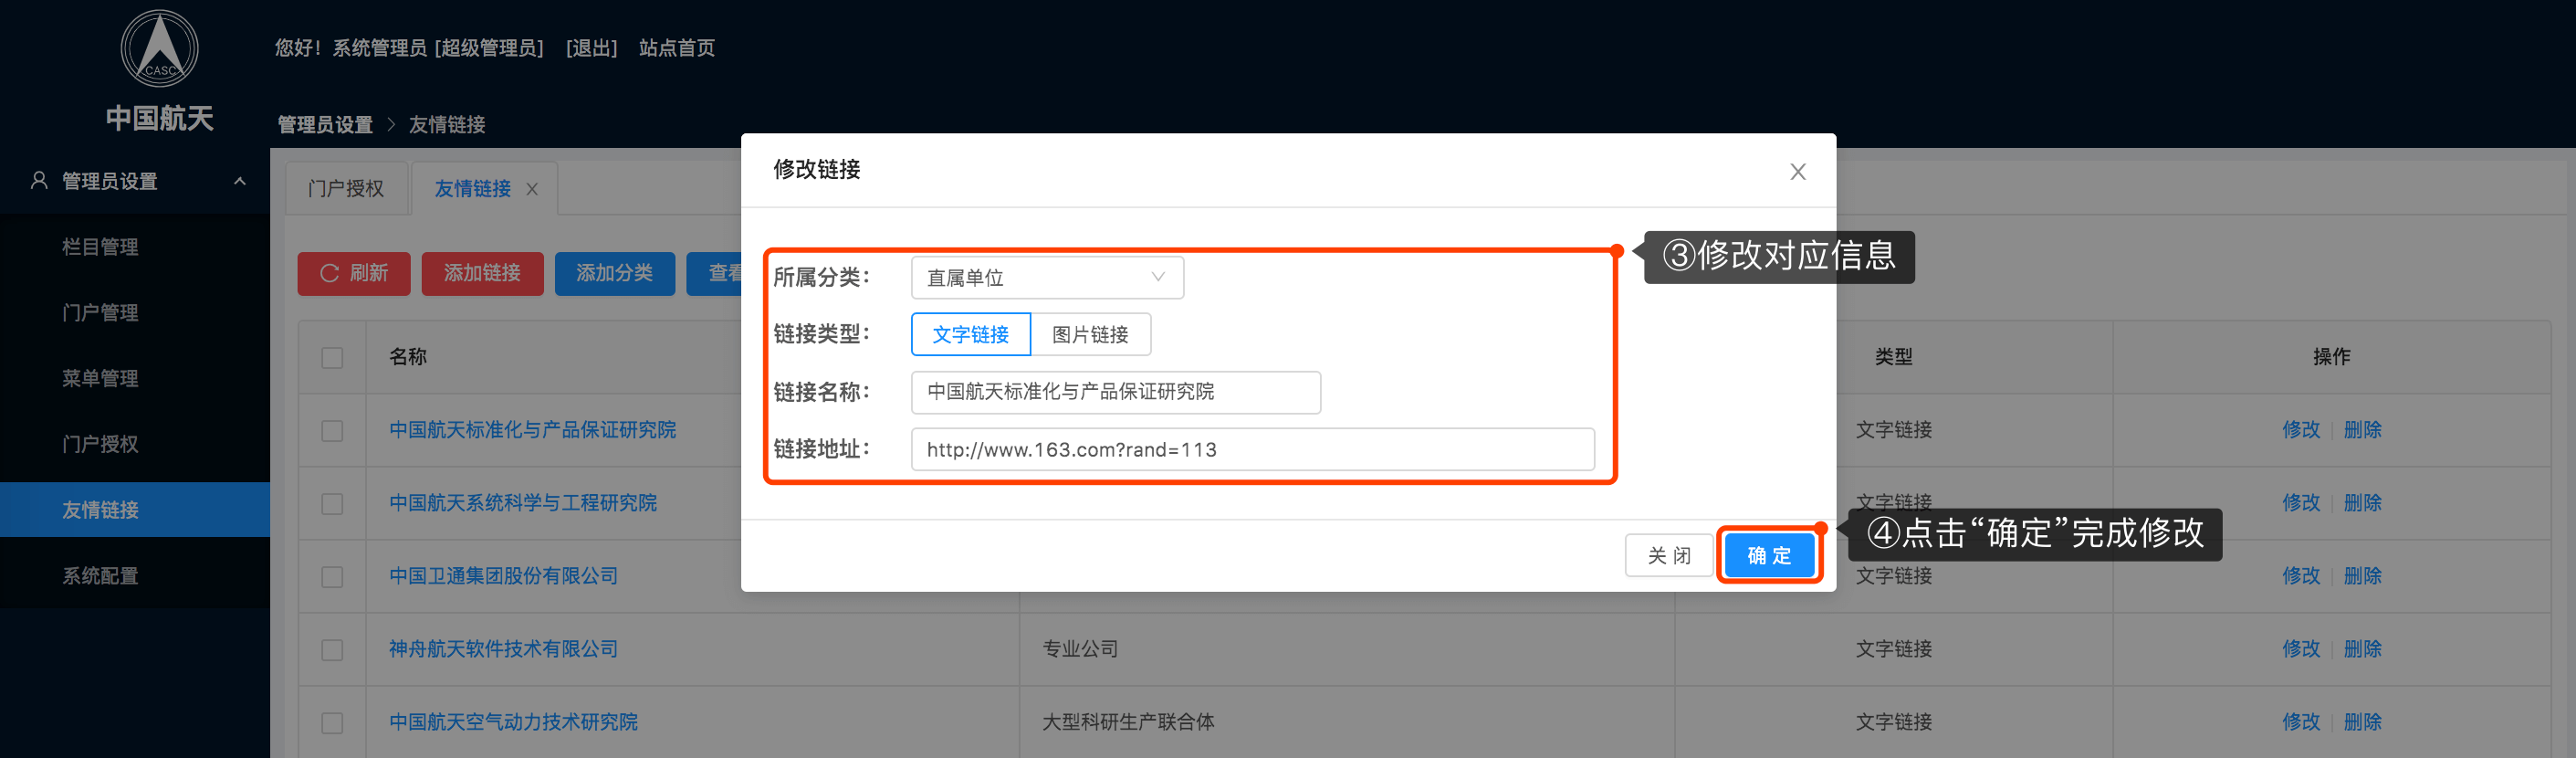 CASC
中国航天
您好！系统管理员 [超级管理员] [退出] 站点首页
管理员设置 > 友情链接
管理员设置
栏目管理
门户管理
菜单管理
门户授权
友情链接
系统配置
门户授权 友情链接 X
刷新 添加链接 添加分类 查看
名称 类型 操作
中国航天标准化与产品保证研究院 文字链接 修改 | 删除
中国航天系统科学与工程研究院 文字链接 修改 | 删除
中国卫通集团股份有限公司 文字链接 修改 | 删除
神舟航天软件技术有限公司 专业公司 文字链接 修改 | 删除
中国航天空气动力技术研究院 大型科研生产联合体 文字链接 修改 | 删除
修改链接
所属分类： 直属单位
链接类型： 文字链接 图片链接
链接名称： 中国航天标准化与产品保证研究院
链接地址： http://www.163.com?rand=113
关 闭 确 定
③修改对应信息
④点击“确定”完成修改